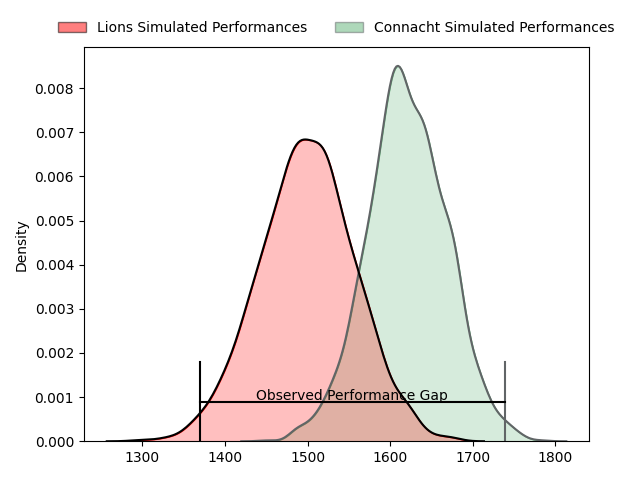 Lions Simulated Performances Connacht Simulated Performances
0.008
0.007
0.006
0.005
0.004
0.003
0.002
0.001
0.000
Density
Observed Performance Gap
1300 1400 1500 1600 1700 1800